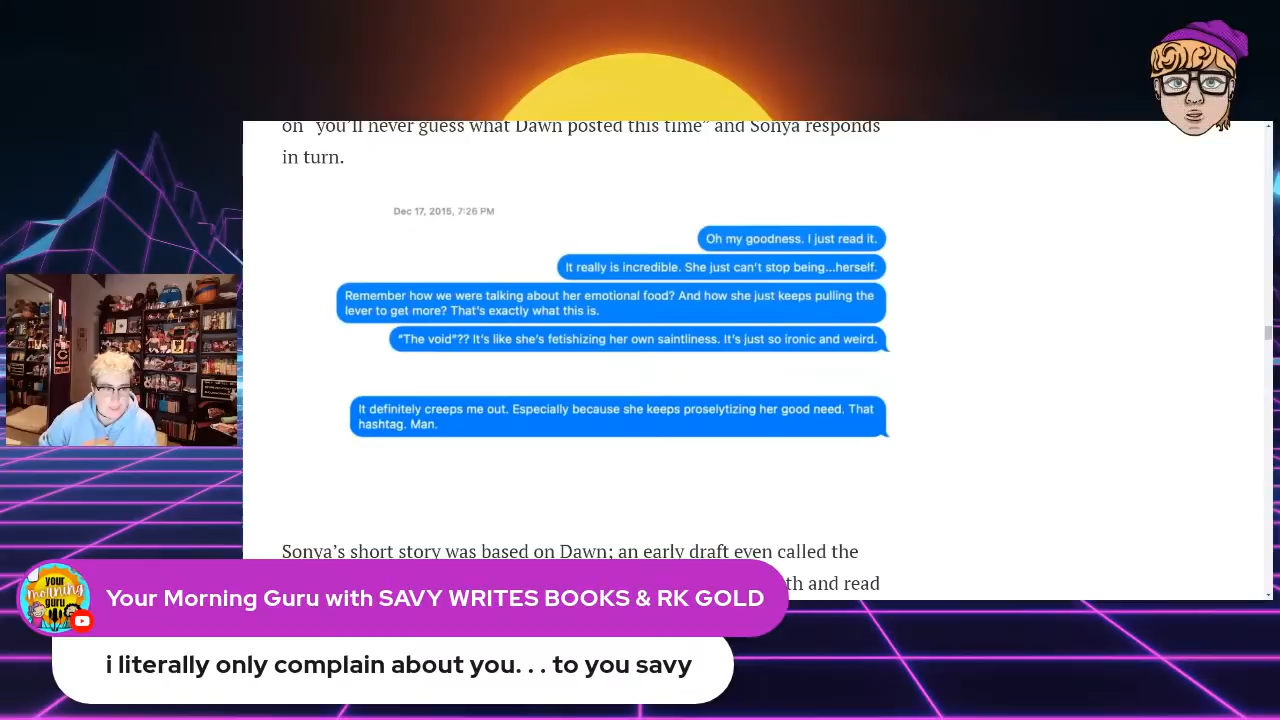 on "you'll never guess what Dawn posted this time" and Sonya responds
in turn.
Dec 17, 2015, 7:26 PM
Oh my goodness. I just read it.
It really is incredible. She just can't stop being...herself.
Remember how we were talking about her emotional food? And how she just keeps pulling the
lever to get more? That's exactly what this is.
"The void"?? It's like she's fetishizing her own saintliness. It's just so ironic and weird.
It definitely creeps me out. Especially because she keeps proselytizing her good need. That
hashtag. Man.
Sonya's short story was based on Dawn; an early draft even called the
th and read
your
morning
guru
Your Morning Guru with SAVY WRITES BOOKS & RK GOLD
i literally only complain about you. . . to you savy